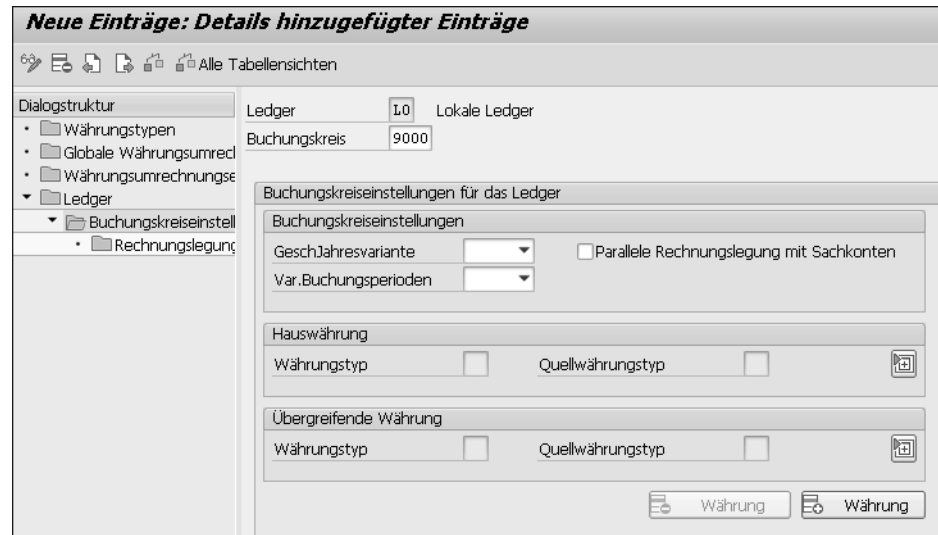 Neue Einträge: Details hinzugefügter Einträge
Alle Tabellensichten
Dialogstruktur
Währungstypen
Globale Währungsumrecl
Währungsumrechnungse
Ledger
Buchungskreiseinstell
Rechnungslegung
Ledger L0 Lokale Ledger
Buchungskreis 9000
Buchungskreiseinstellungen für das Ledger
Buchungskreiseinstellungen
GeschJahresvariante Parallele Rechnungslegung mit Sachkonten
Var.Buchungsperioden
Hauswährung
Währungstyp Quellwährungstyp
Übergreifende Währung
Währungstyp Quellwährungstyp
Währung Währung